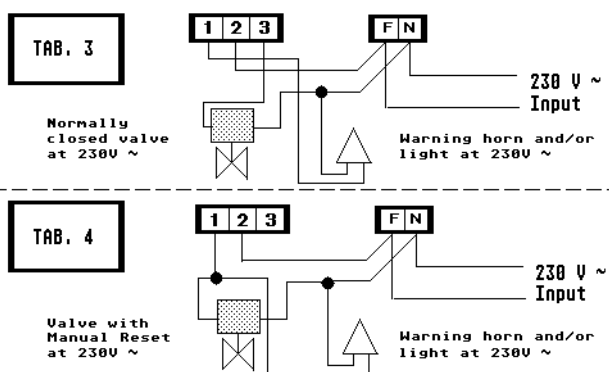 TAB. 3
1 2 3
F N
230 V ~
Input
Normally
closed valve
at 230V ~
Warning horn and/or
light at 230V ~
TAB. 4
1 2 3
F N
230 V ~
Input
Valve with
Manual Reset
at 230V ~
Warning horn and/or
light at 230V ~